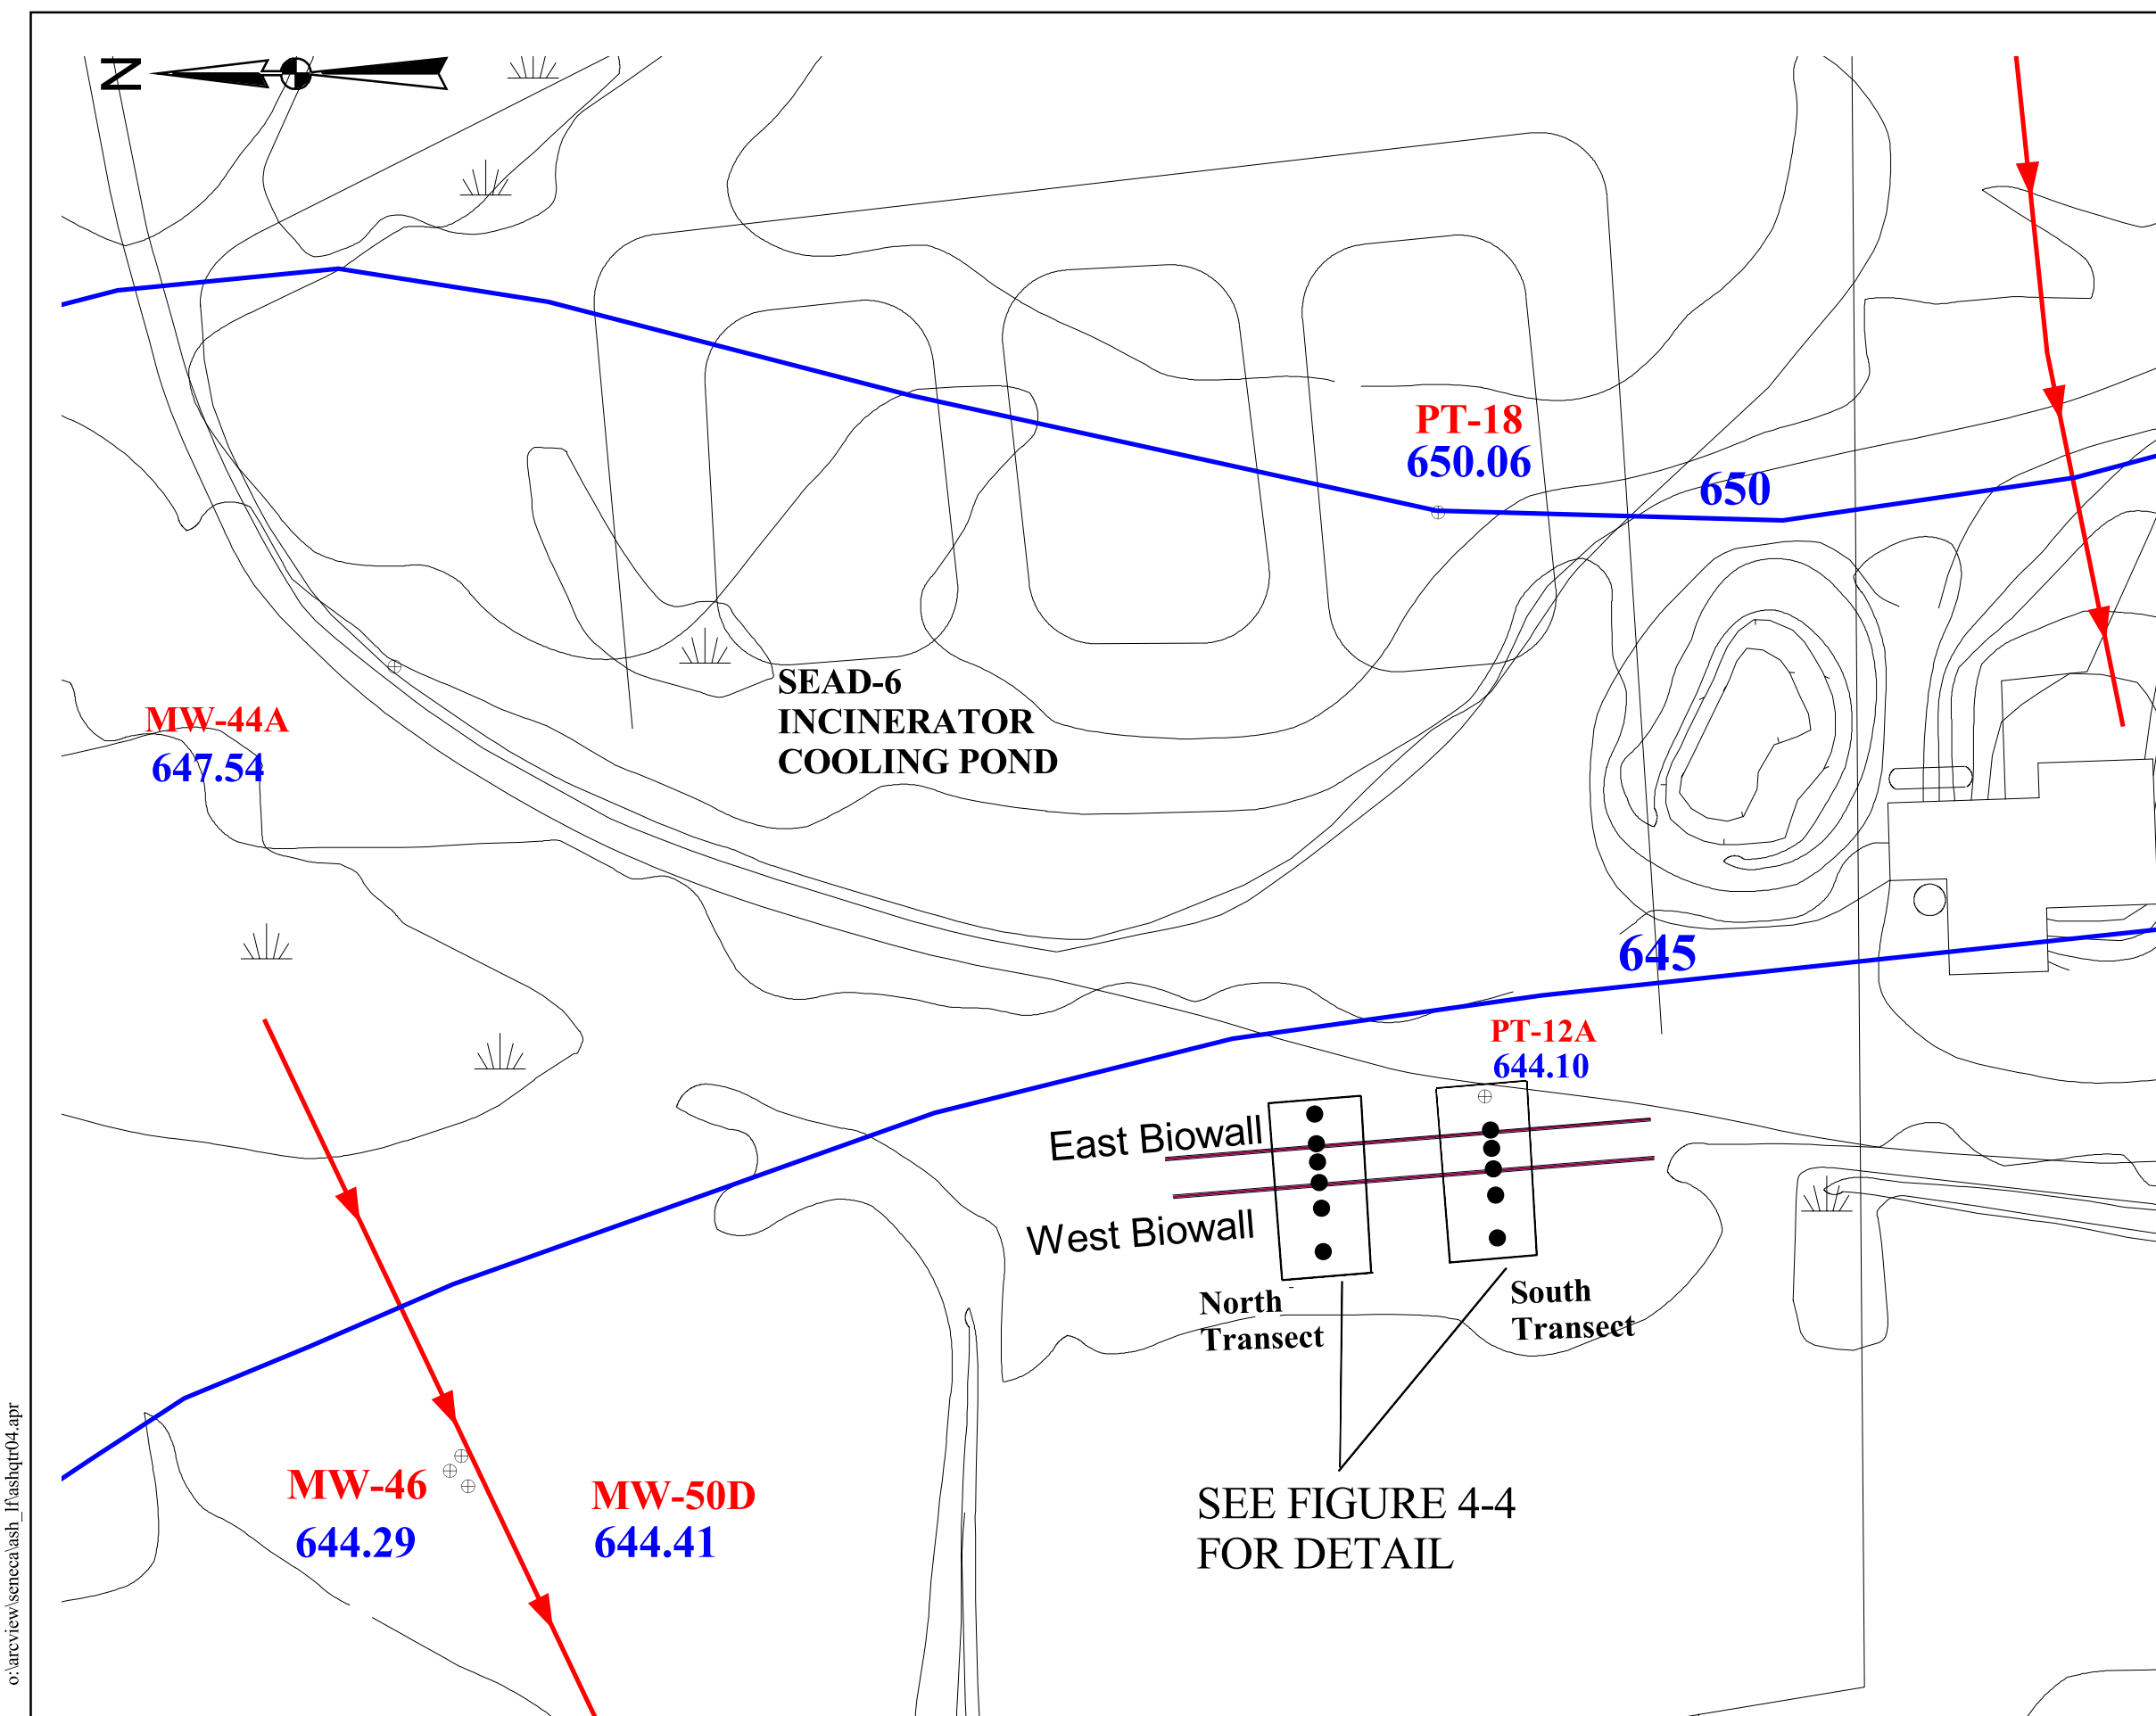 N
PT-18
650.06
650
SEAD-6
INCINERATOR
COOLING POND
MW-44A
647.54
645
PT-12A
644.10
East Biowall
West Biowall
North
Transect
South
Transect
MW-46
644.29
MW-50D
644.41
SEE FIGURE 4-4
FOR DETAIL
o:\arcview\seneca\ash_lf\ashqtr04.apr